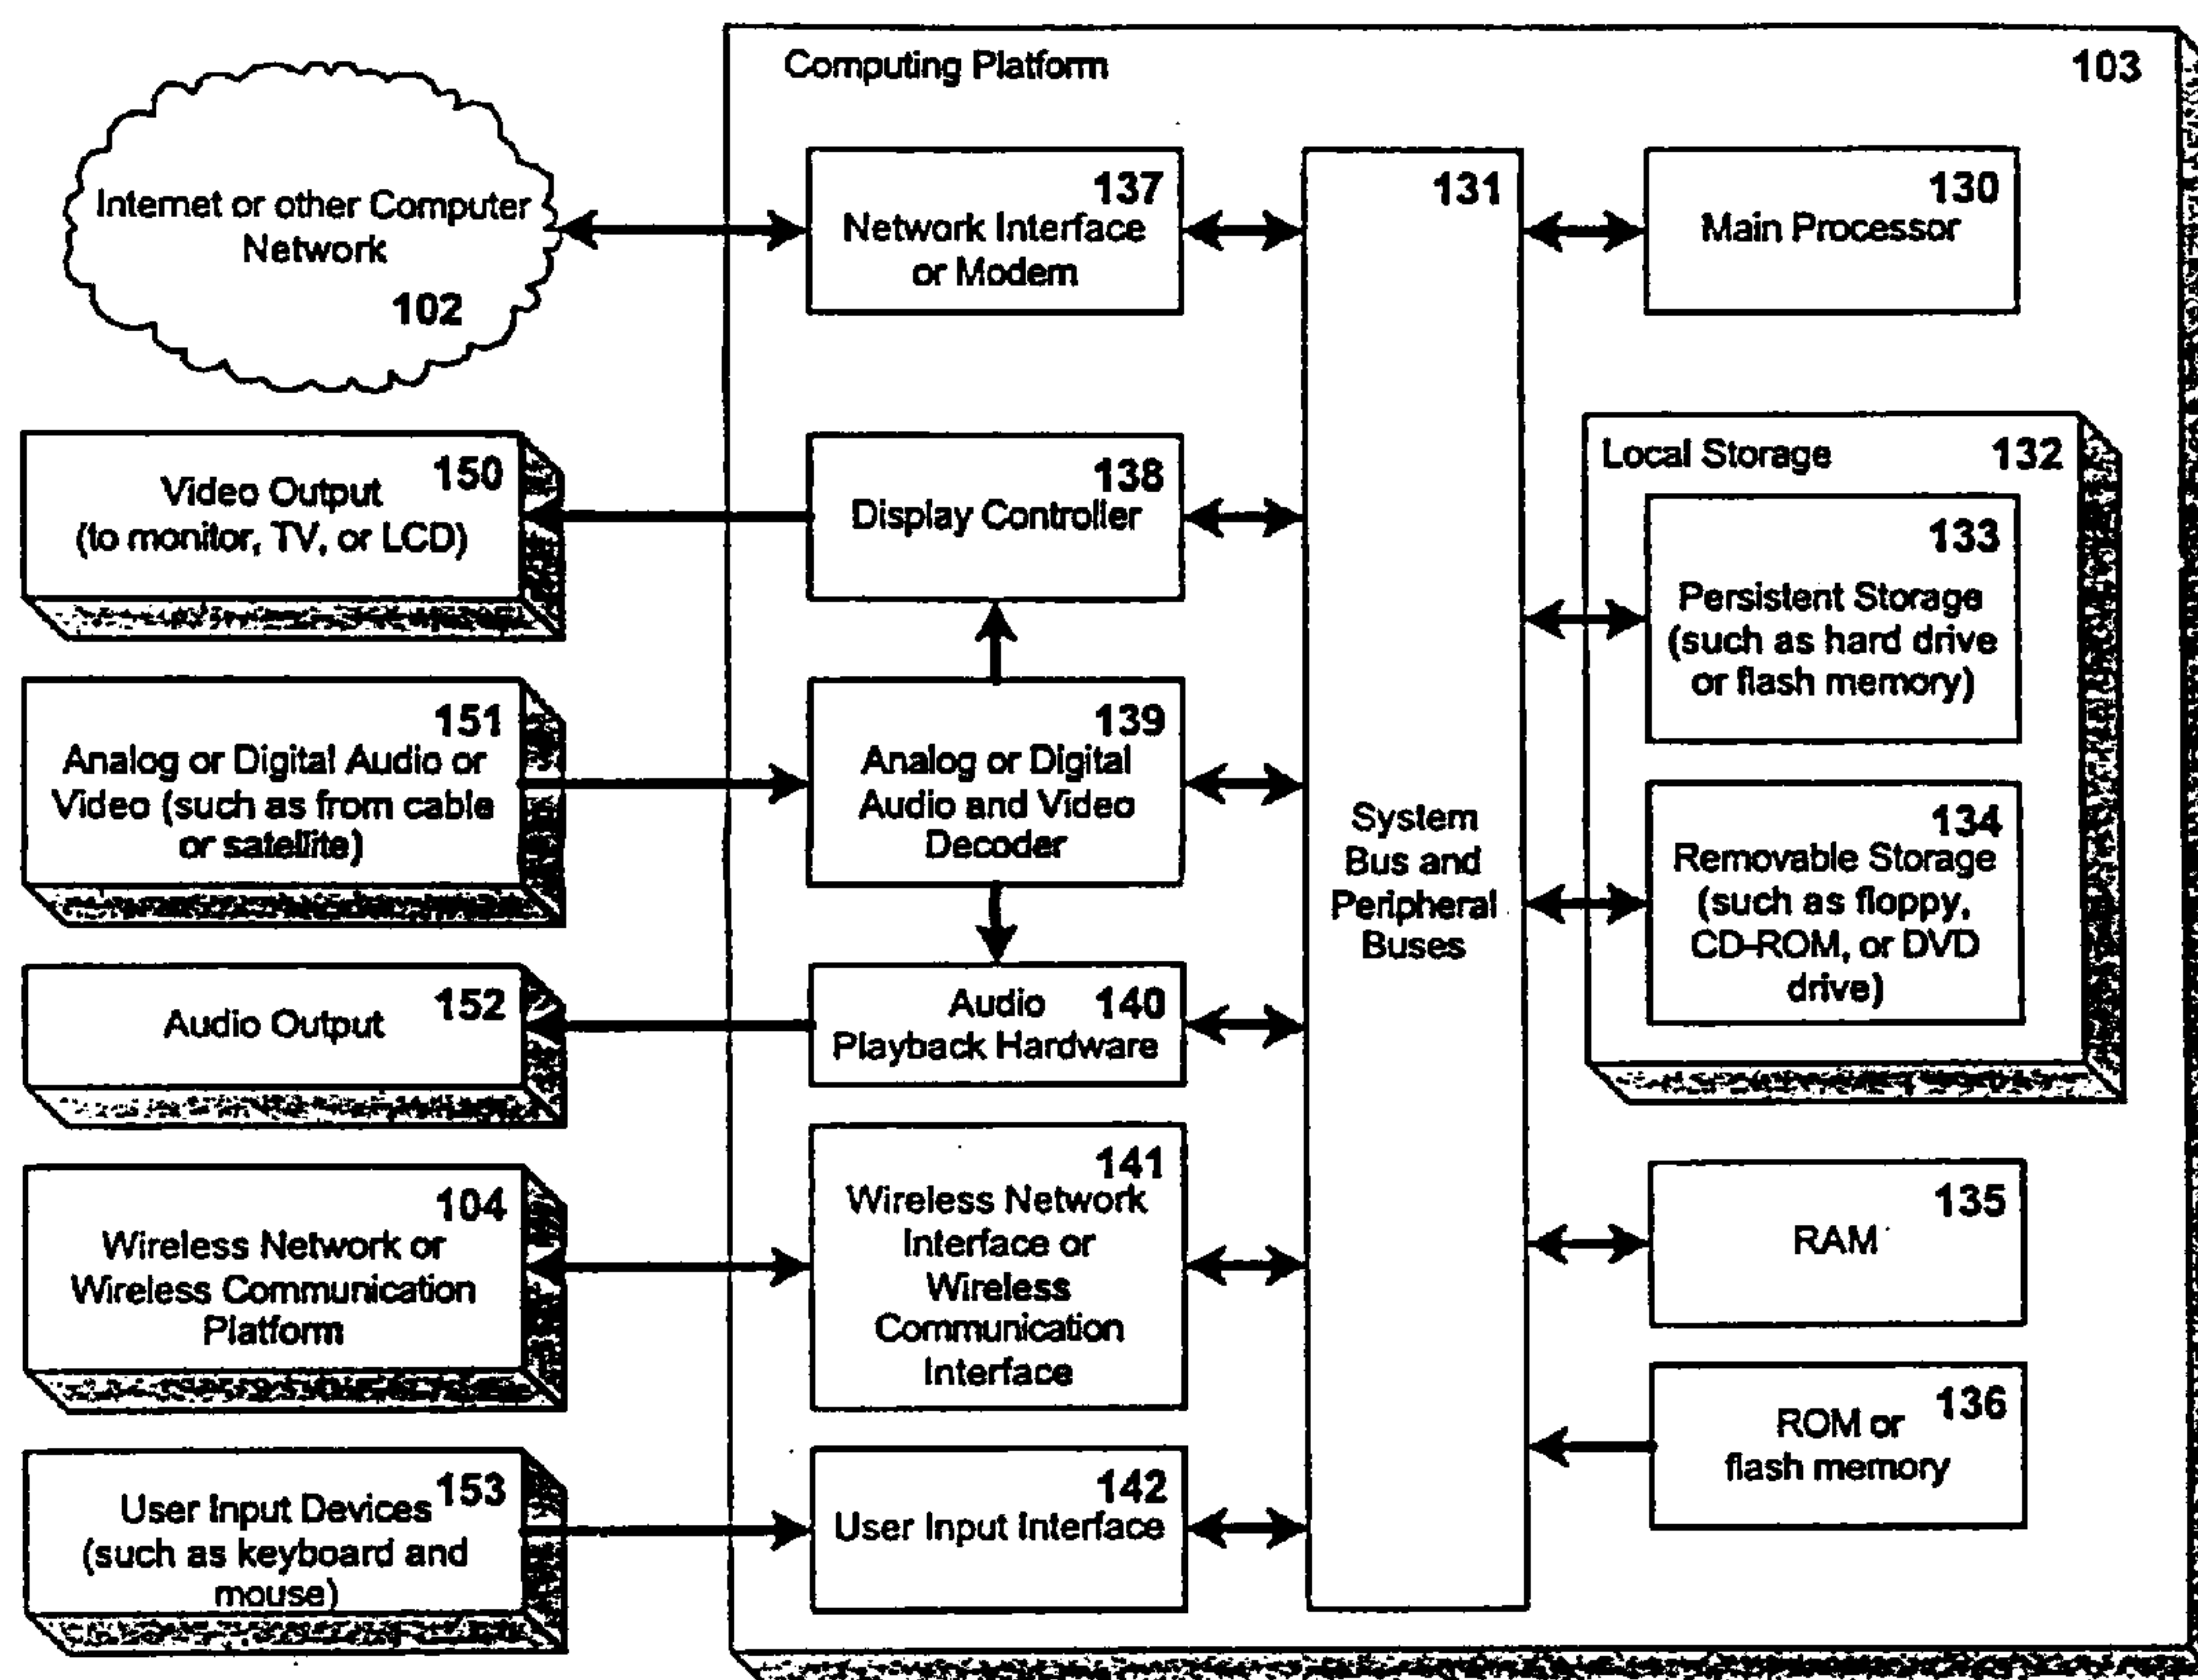 Computing Platform
103
Internet or other Computer
Network
102
137
Network Interface
or Modem
131
System
Bus and
Peripheral
Buses
130
Main Processor
150
Video Output
(to monitor, TV, or LCD)
138
Display Controller
Local Storage
132
133
Persistent Storage
(such as hard drive
or flash memory)
151
Analog or Digital Audio or
Video (such as from cable
or satellite)
139
Analog or Digital
Audio and Video
Decoder
134
Removable Storage
(such as floppy,
CD-ROM, or DVD
drive)
152
Audio Output
Audio 140
Playback Hardware
104
Wireless Network or
Wireless Communication
Platform
141
Wireless Network
Interface or
Wireless
Communication
Interface
135
RAM
136
ROM or
flash memory
153
User Input Devices
(such as keyboard and
mouse)
142
User Input Interface